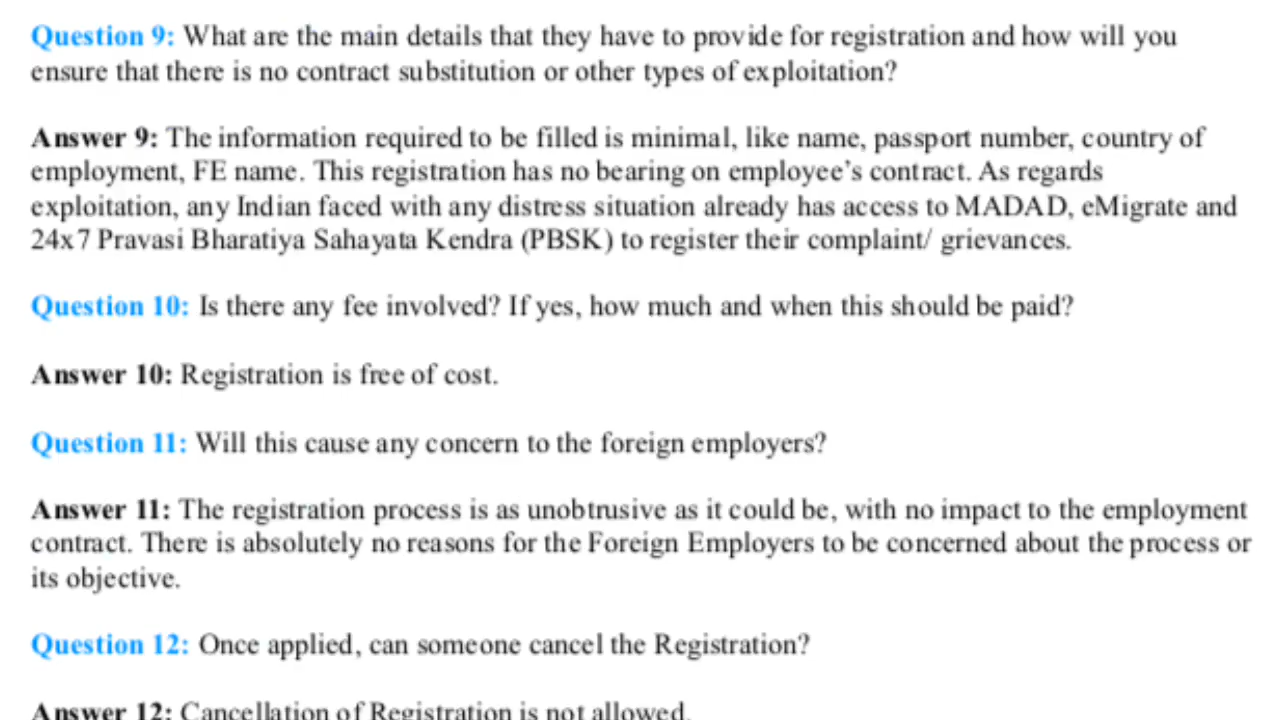 Question 9: What are the main details that they have to provide for registration and how will you
ensure that there is no contract substitution or other types of exploitation?
Answer 9: The information required to be filled is minimal, like name, passport number, country of
employment, FE name. This registration has no bearing on employee's contract. As regards
exploitation, any Indian faced with any distress situation already has access to MADAD, eMigrate and
24x7 Pravasi Bharatiya Sahayata Kendra (PBSK) to register their complaint/ grievances.
Question 10: Is there any fee involved? If yes, how much and when this should be paid?
Answer 10: Registration is free of cost.
Question 11: Will this cause any concern to the foreign employers?
Answer 11: The registration process is as unobtrusive as it could be, with no impact to the employment
contract. There is absolutely no reasons for the Foreign Employers to be concerned about the process or
its objective.
Question 12: Once applied, can someone cancel the Registration?
Answer 12: Cancellation of Registration is not allowed.